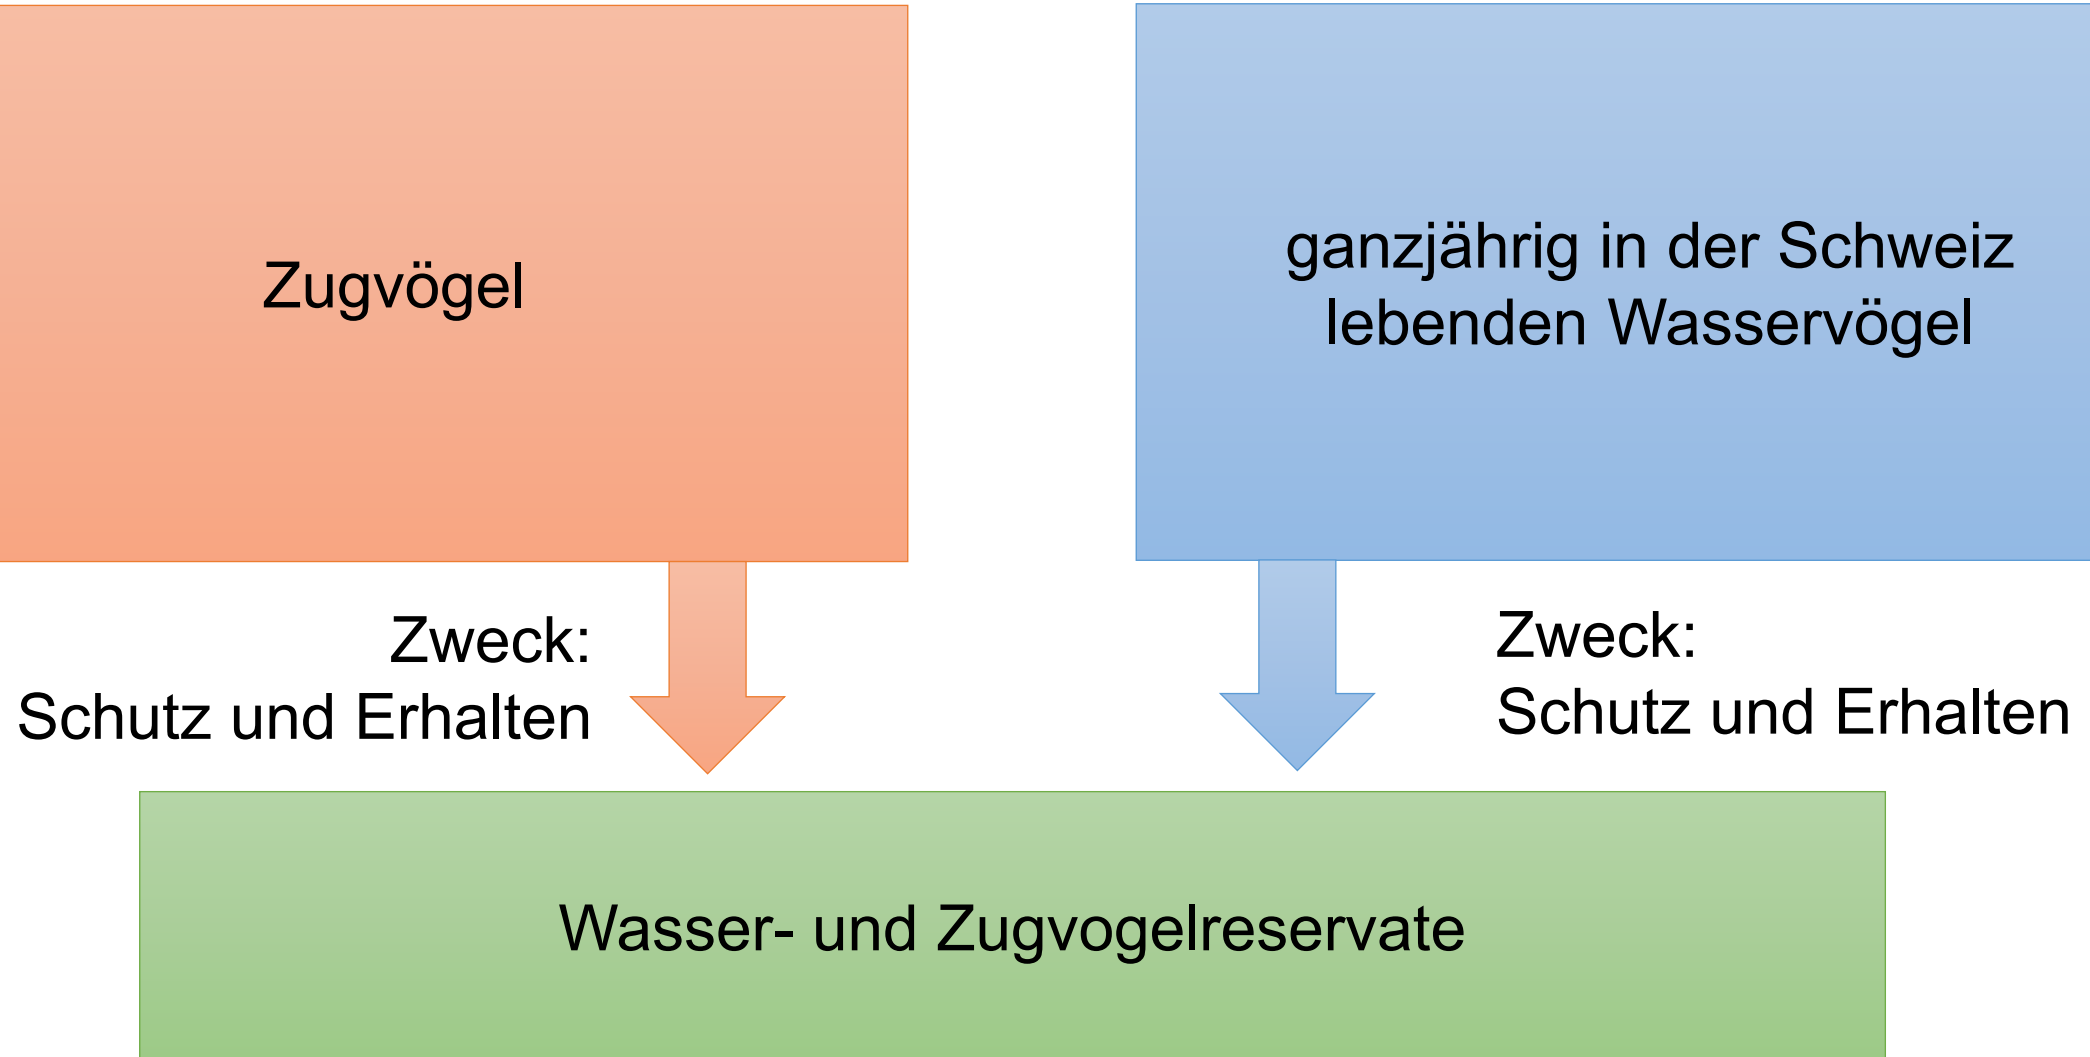 Zugvögel
ganzjährig in der Schweiz
lebenden Wasservögel
Zweck:
Schutz und Erhalten
Zweck:
Schutz und Erhalten
Wasser- und Zugvogelreservate